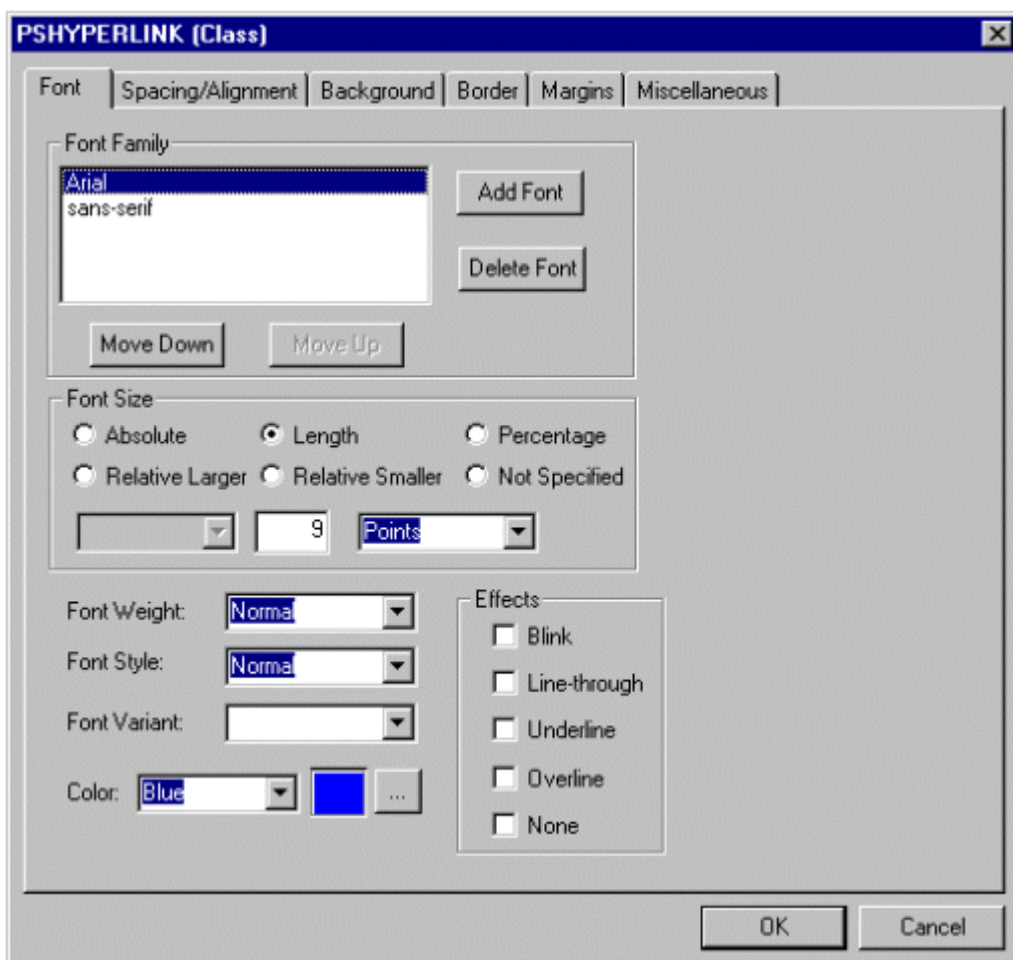 PSHYPERLINK (Class)
Font Spacing/Alignment Background Border Margins Miscellaneous
Font Family
Arial
sans-serif
Add Font
Delete Font
Move Down Move Up
Font Size
Absolute Length Percentage
Relative Larger Relative Smaller Not Specified
9 Points
Font Weight: Normal
Font Style: Normal
Font Variant:
Color: Blue ...
Effects
Blink
Line-through
Underline
Overline
None
OK Cancel